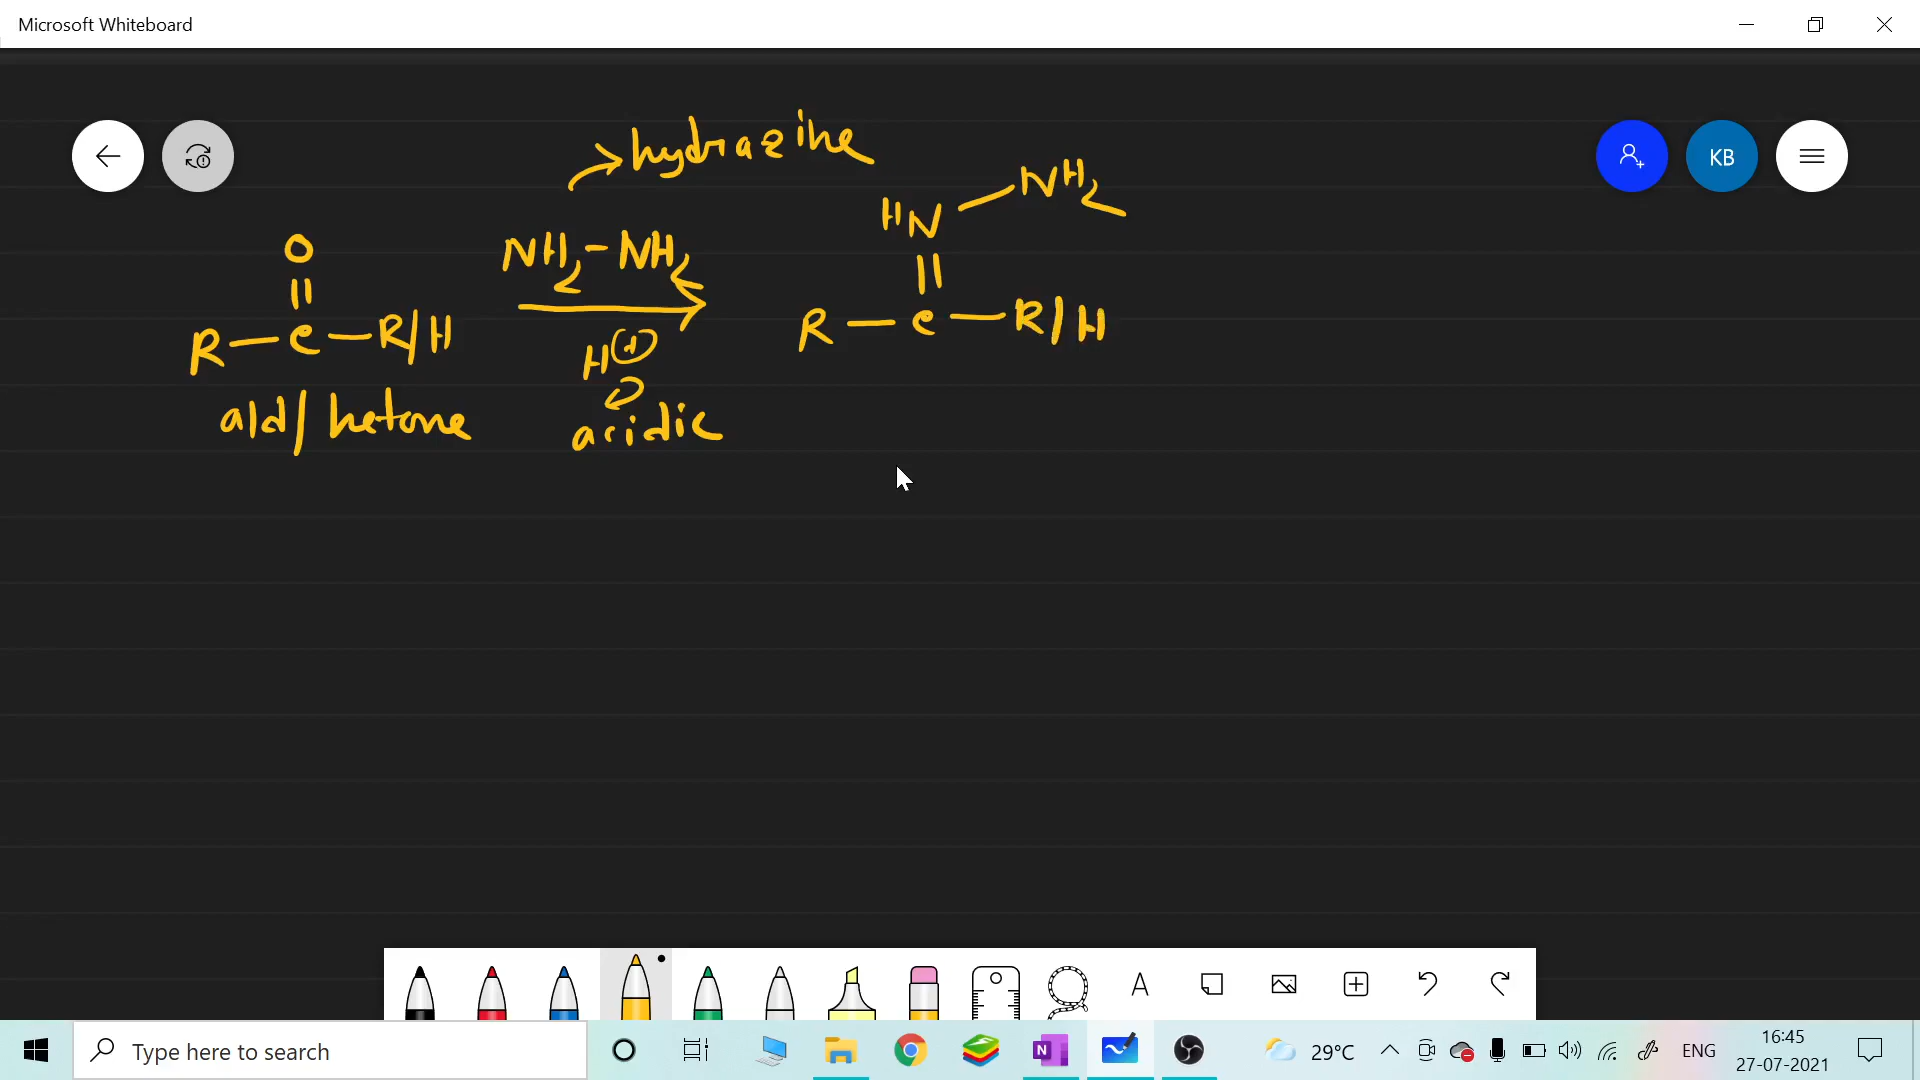 Microsoft Whiteboard
hydrazine
KB
O
||
R—C—R/H
ald/ketone
NH2-NH2
H+
acidic
HN—NH2
||
R—C—R/H
A
Type here to search
29°C
ENG
16:45
27-07-2021